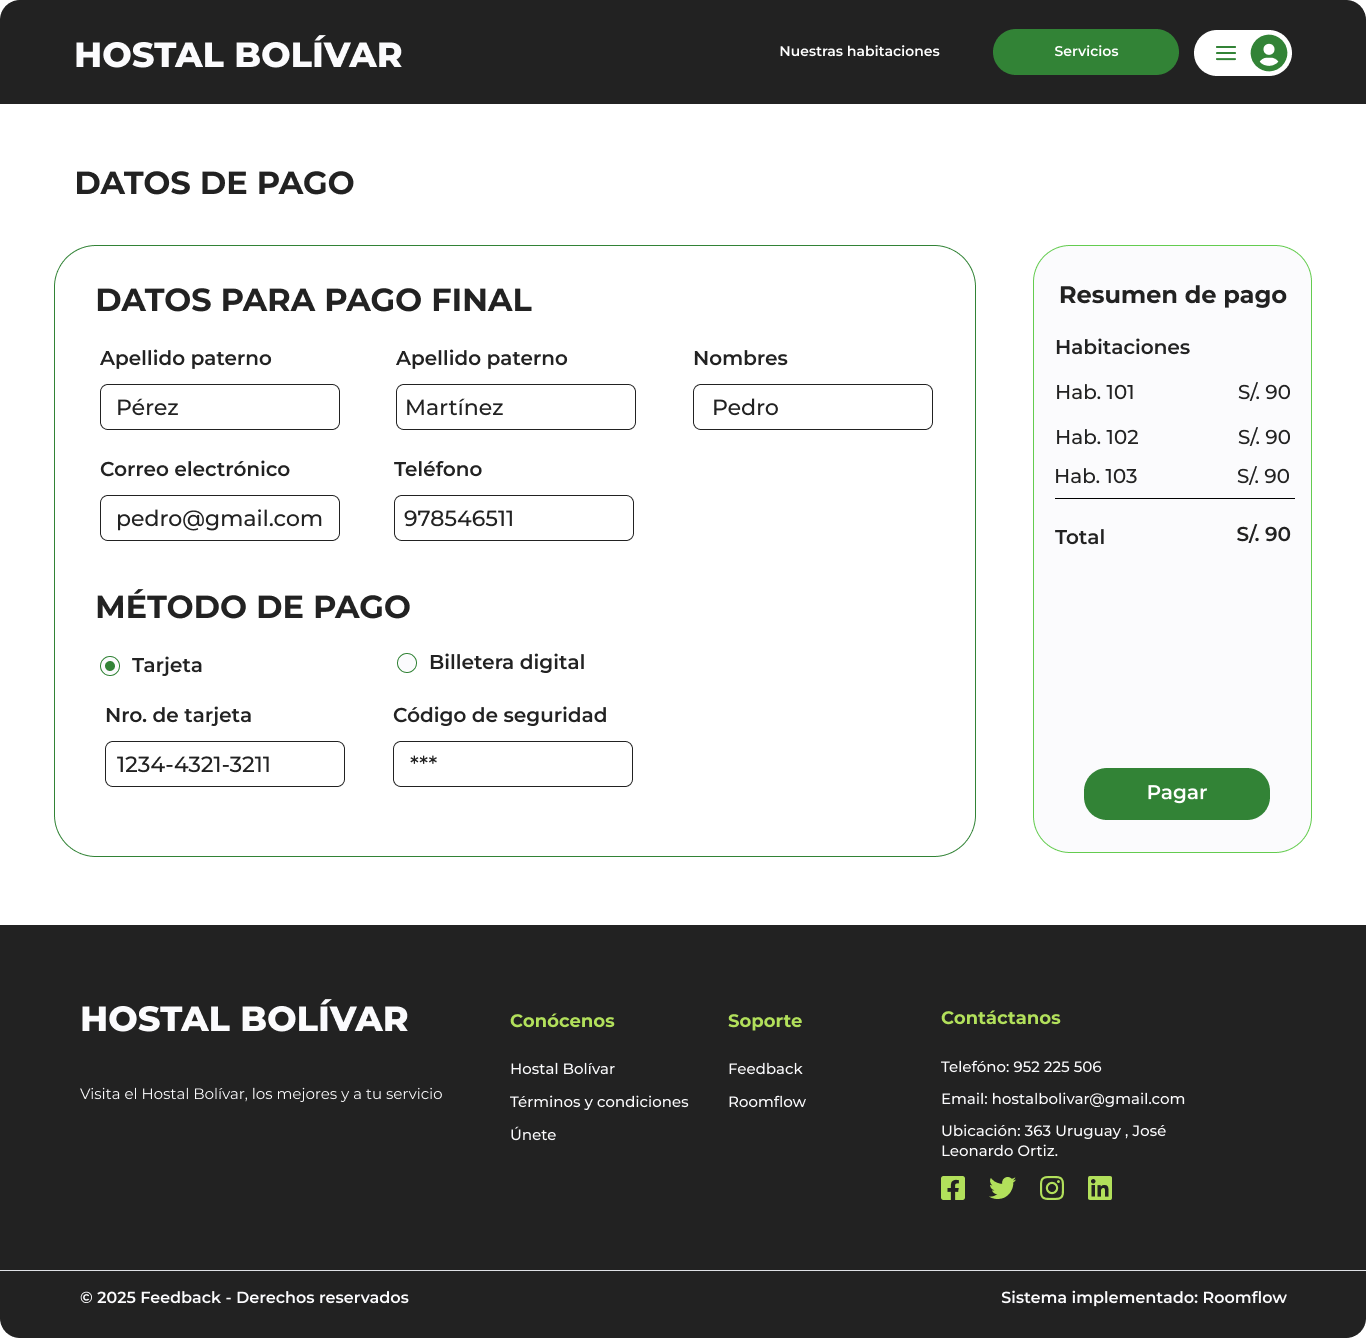 HOSTAL BOLÍVAR
Nuestras habitaciones
Servicios
DATOS DE PAGO
DATOS PARA PAGO FINAL
Apellido paterno
Apellido paterno
Nombres
Pérez
Martínez
Pedro
Correo electrónico
Teléfono
pedro@gmail.com
978546511
MÉTODO DE PAGO
Tarjeta
Billetera digital
Nro. de tarjeta
Código de seguridad
1234-4321-3211
***
Resumen de pago
Habitaciones
Hab. 101 S/. 90
Hab. 102 S/. 90
Hab. 103 S/. 90
Total S/. 90
Pagar
HOSTAL BOLÍVAR
Visita el Hostal Bolívar, los mejores y a tu servicio
Conócenos
Hostal Bolívar
Términos y condiciones
Únete
Soporte
Feedback
Roomflow
Contáctanos
Telefóno: 952 225 506
Email: hostalbolivar@gmail.com
Ubicación: 363 Uruguay , José
Leonardo Ortiz.
© 2025 Feedback - Derechos reservados
Sistema implementado: Roomflow